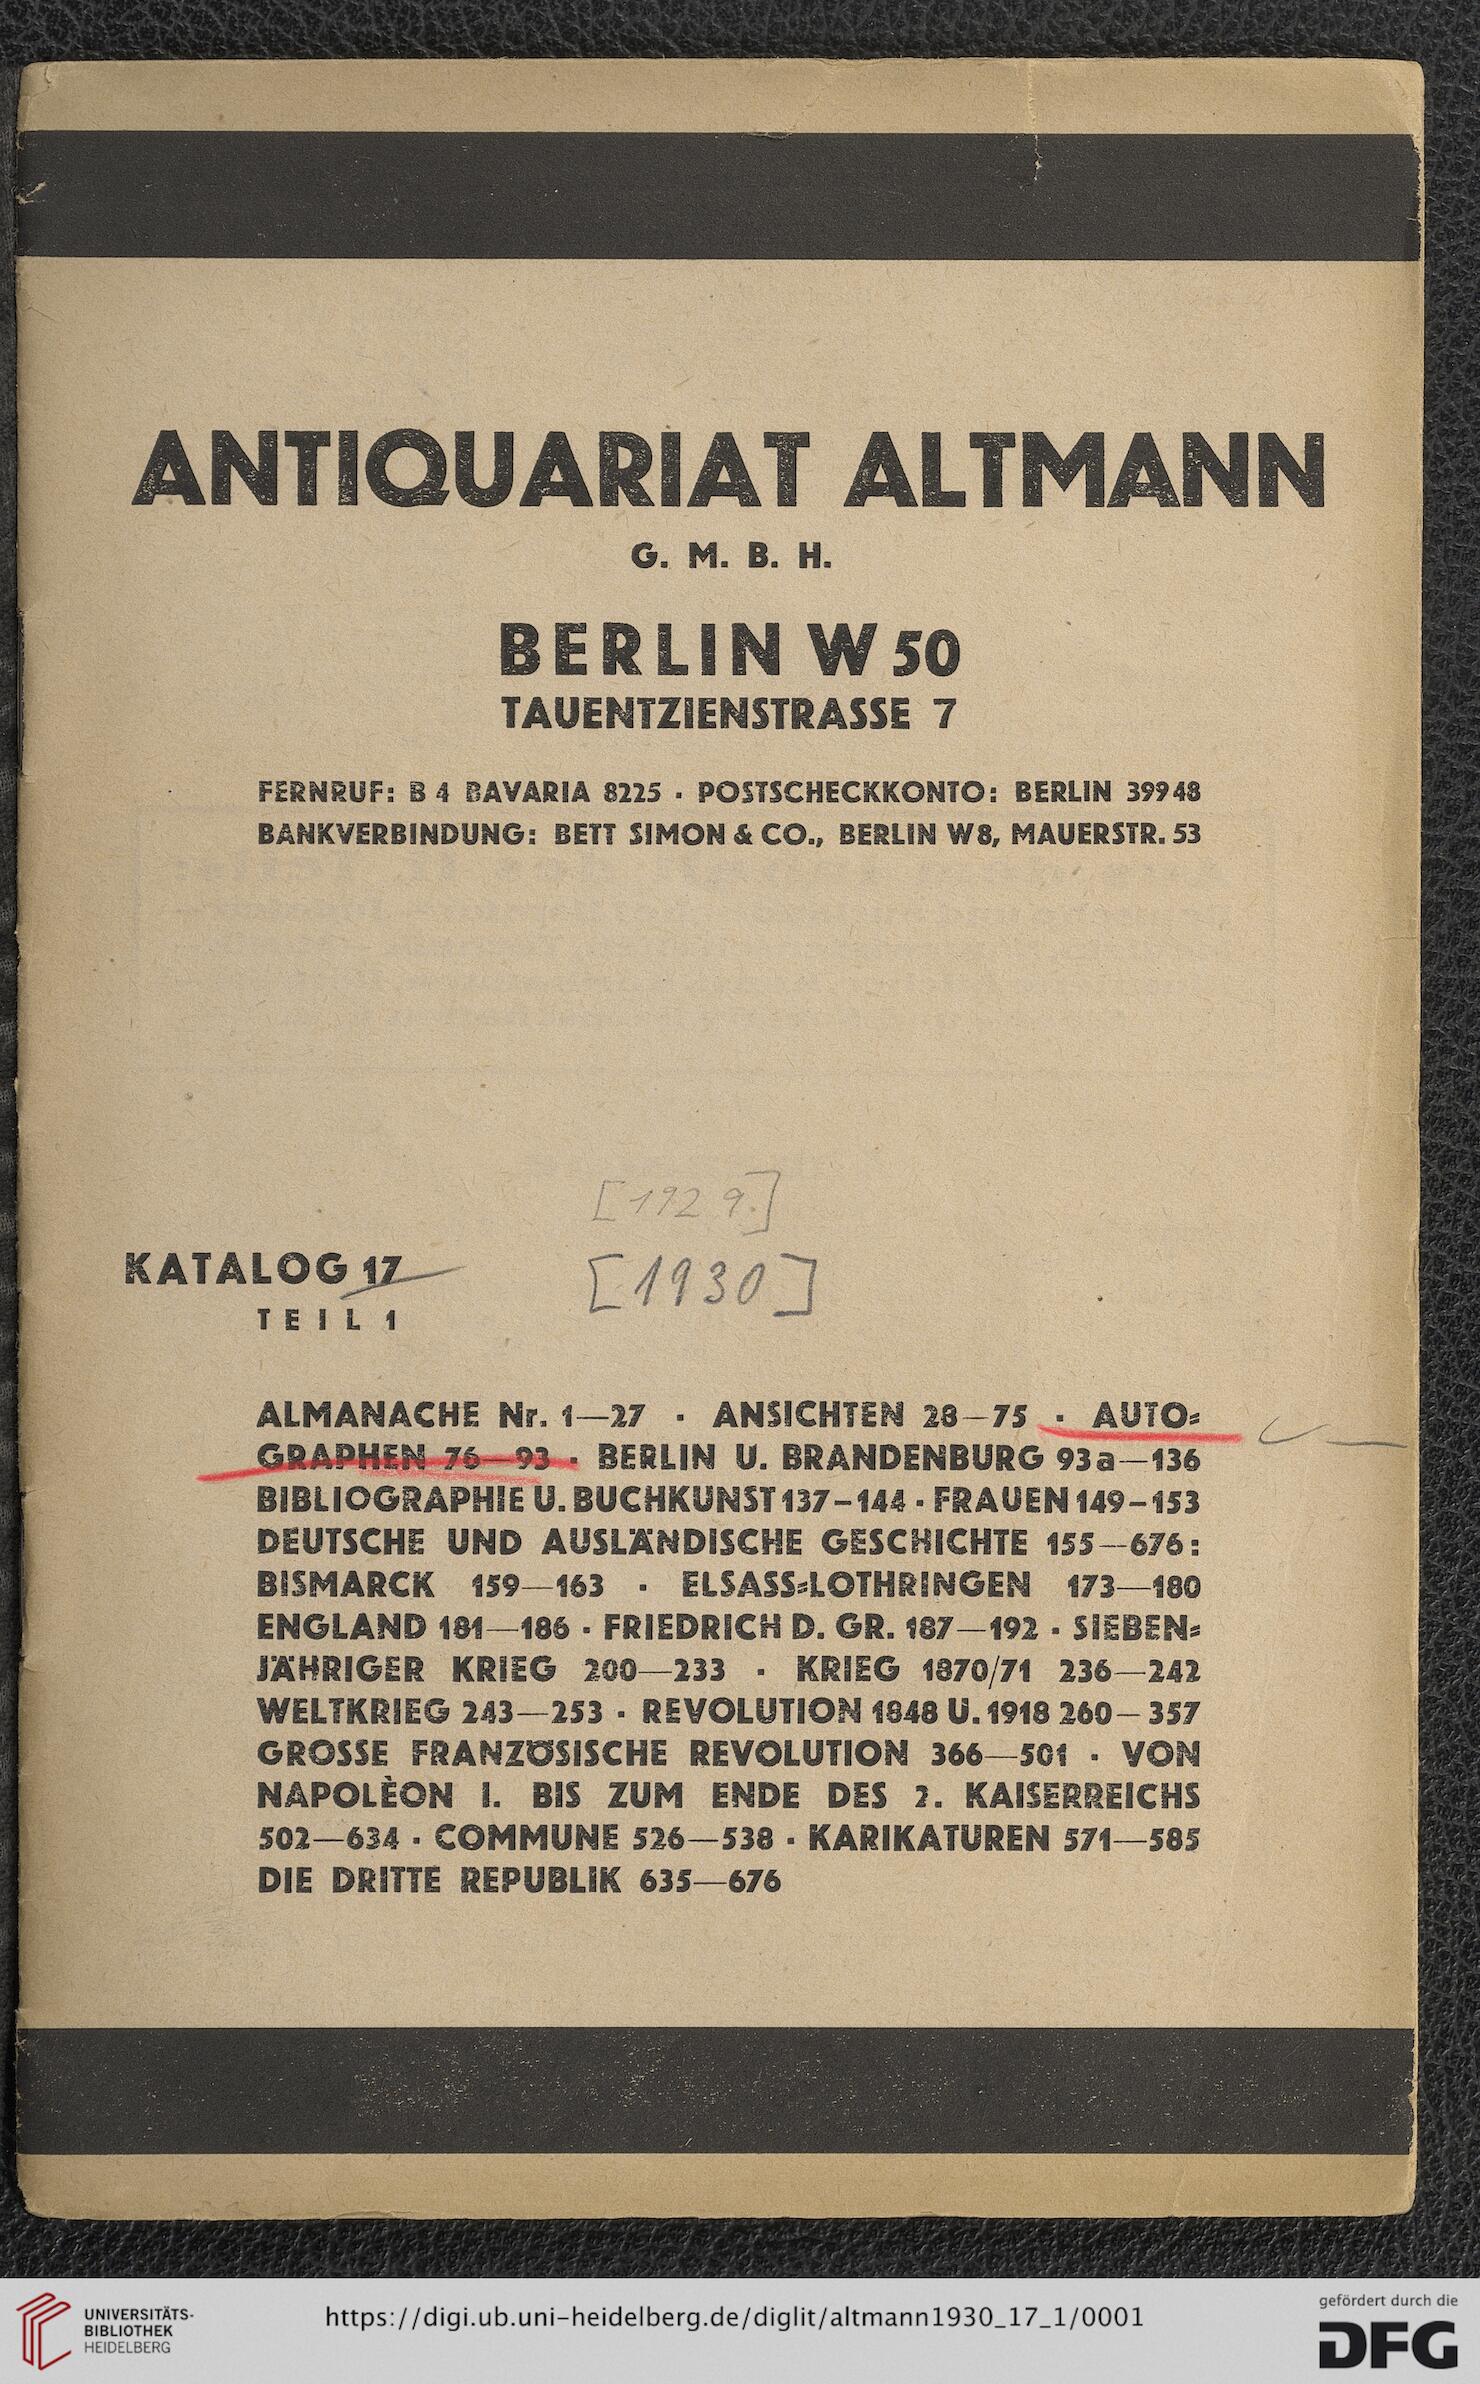 ANTIQUARIAT ALTMANN
G. M. B. H.
BERLIN W 50
TAUENTZIENSTRASSE 7
FERNRUF: B 4 BAVARIA 8225 · POSTSCHECKKONTO: BERLIN 39948
BANKVERBINDUNG: BETT SIMON & CO., BERLIN W8, MAUERSTR. 53
[1929.]
[1930]
KATALOG 17
TEIL 1
ALMANACHE Nr. 1—27 · ANSICHTEN 28—75 · AUTO=
GRAPHEN 76—93 · BERLIN U. BRANDENBURG 93a—136
BIBLIOGRAPHIE U. BUCHKUNST 137–144 · FRAUEN 149–153
DEUTSCHE UND AUSLÄNDISCHE GESCHICHTE 155—676:
BISMARCK 159—163 · ELSASS=LOTHRINGEN 173—180
ENGLAND 181—186 · FRIEDRICH D. GR. 187—192 · SIEBEN=
JÄHRIGER KRIEG 200—233 · KRIEG 1870/71 236—242
WELTKRIEG 243—253 · REVOLUTION 1848 U. 1918 260—357
GROSSE FRANZÖSISCHE REVOLUTION 366—501 · VON
NAPOLÈON I. BIS ZUM ENDE DES 2. KAISERREICHS
502—634 · COMMUNE 526—538 · KARIKATUREN 571—585
DIE DRITTE REPUBLIK 635—676
UNIVERSITÄTS-
BIBLIOTHEK
HEIDELBERG
https://digi.ub.uni-heidelberg.de/diglit/altmann1930_17_1/0001
gefördert durch die
DFG